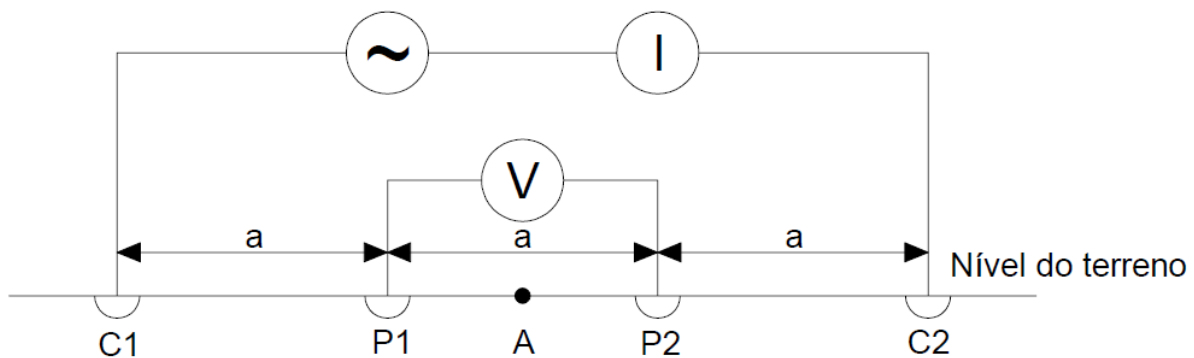 ~ I
V
a a a
Nível do terreno
C1 P1 A P2 C2